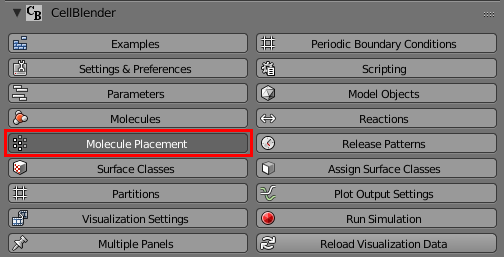 CB CellBlender
Examples
Periodic Boundary Conditions
Settings & Preferences
Scripting
Parameters
Model Objects
Molecules
Reactions
Molecule Placement
Release Patterns
Surface Classes
Assign Surface Classes
Partitions
Plot Output Settings
Visualization Settings
Run Simulation
Multiple Panels
Reload Visualization Data